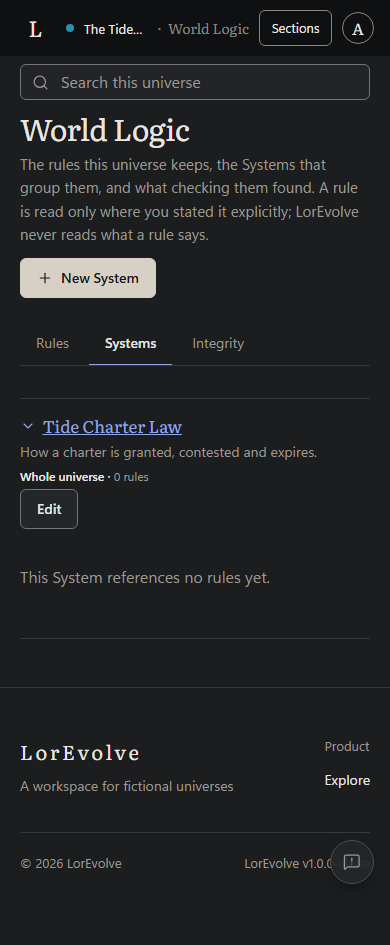 L
The Tide...
· World Logic
Sections
A
Search this universe
World Logic
The rules this universe keeps, the Systems that
group them, and what checking them found. A rule
is read only where you stated it explicitly; LorEvolve
never reads what a rule says.
+ New System
Rules
Systems
Integrity
Tide Charter Law
How a charter is granted, contested and expires.
Whole universe · 0 rules
Edit
This System references no rules yet.
LorEvolve
Product
A workspace for fictional universes
Explore
© 2026 LorEvolve
LorEvolve v1.0.0